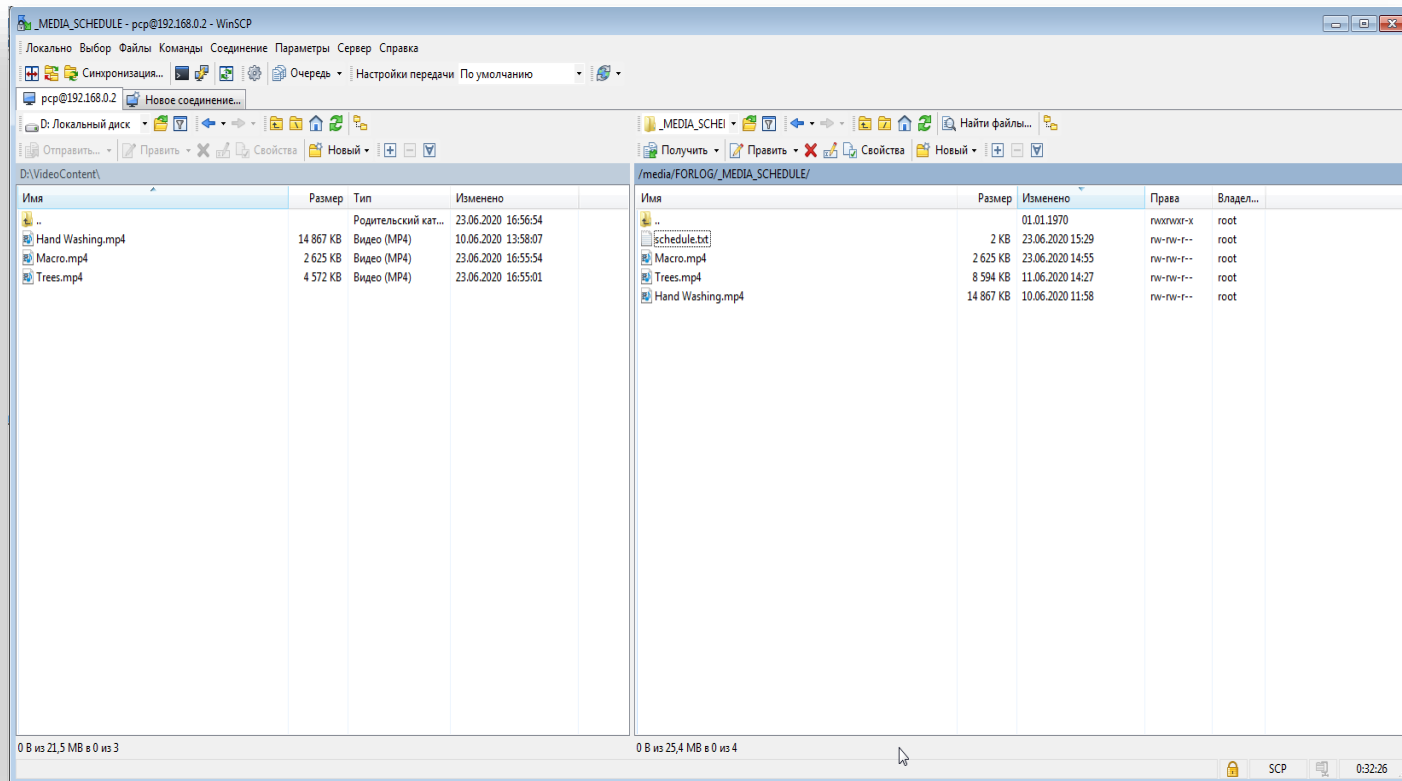 _MEDIA_SCHEDULE - pcp@192.168.0.2 - WinSCP
Локально Выбор Файлы Команды Соединение Параметры Сервер Справка
Синхронизация... Очередь Настройки передачи По умолчанию
pcp@192.168.0.2 Новое соединение...
D: Локальный диск _MEDIA_SCHEI Найти файлы...
Отправить... Править Свойства Новый Получить Править Свойства Новый
D:\VideoContent\ /media/FORLOG/_MEDIA_SCHEDULE/
Имя Размер Тип Изменено Имя Размер Изменено Права Владел...
.. Родительский кат... 23.06.2020 16:56:54 .. 01.01.1970 rwxrwxr-x root
Hand Washing.mp4 14 867 KB Видео (MP4) 10.06.2020 13:58:07 schedule.txt 2 KB 23.06.2020 15:29 rw-rw-r-- root
Macro.mp4 2 625 KB Видео (MP4) 23.06.2020 16:55:54 Macro.mp4 2 625 KB 23.06.2020 14:55 rw-rw-r-- root
Trees.mp4 4 572 KB Видео (MP4) 23.06.2020 16:55:01 Trees.mp4 8 594 KB 11.06.2020 14:27 rw-rw-r-- root
Hand Washing.mp4 14 867 KB 10.06.2020 11:58 rw-rw-r-- root
0 B из 21,5 MB в 0 из 3 0 B из 25,4 MB в 0 из 4
SCP 0:32:26